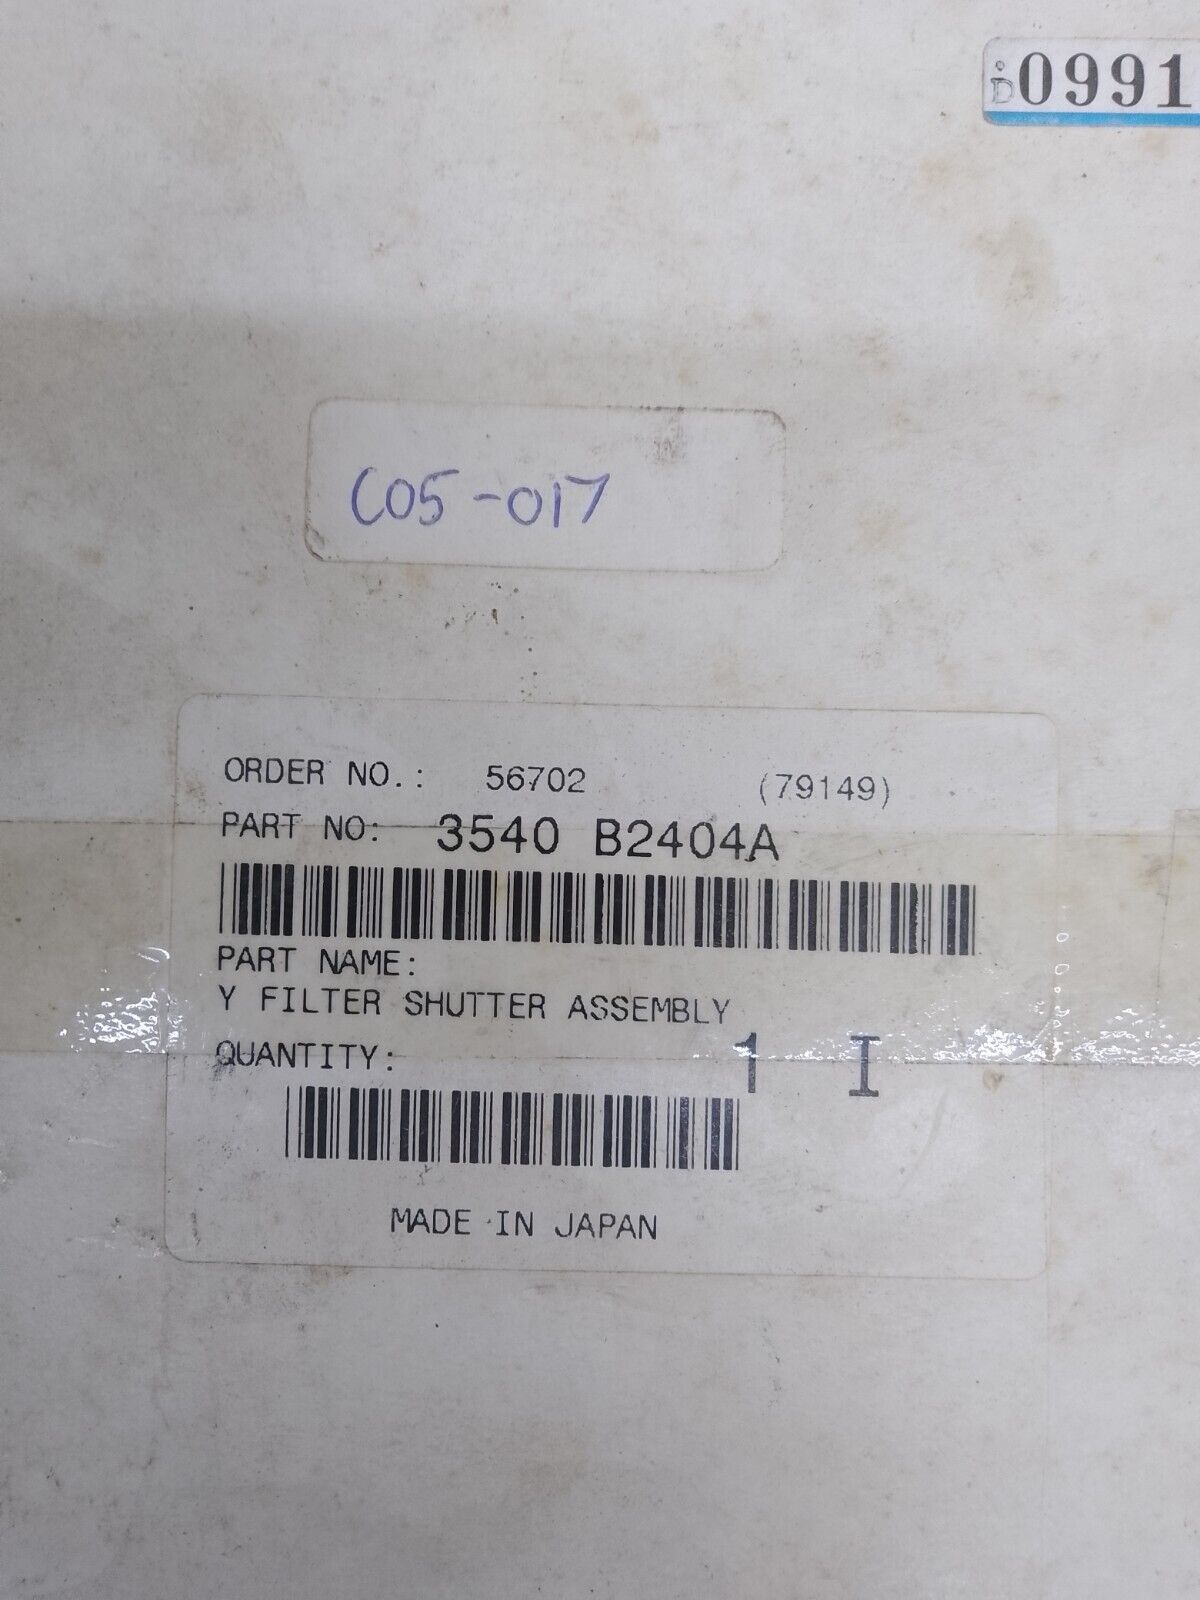 D 0991
C05-017
ORDER NO.: 56702 (79149)
PART NO: 3540 B2404A
PART NAME:
Y FILTER SHUTTER ASSEMBLY
QUANTITY: 1 I
MADE IN JAPAN